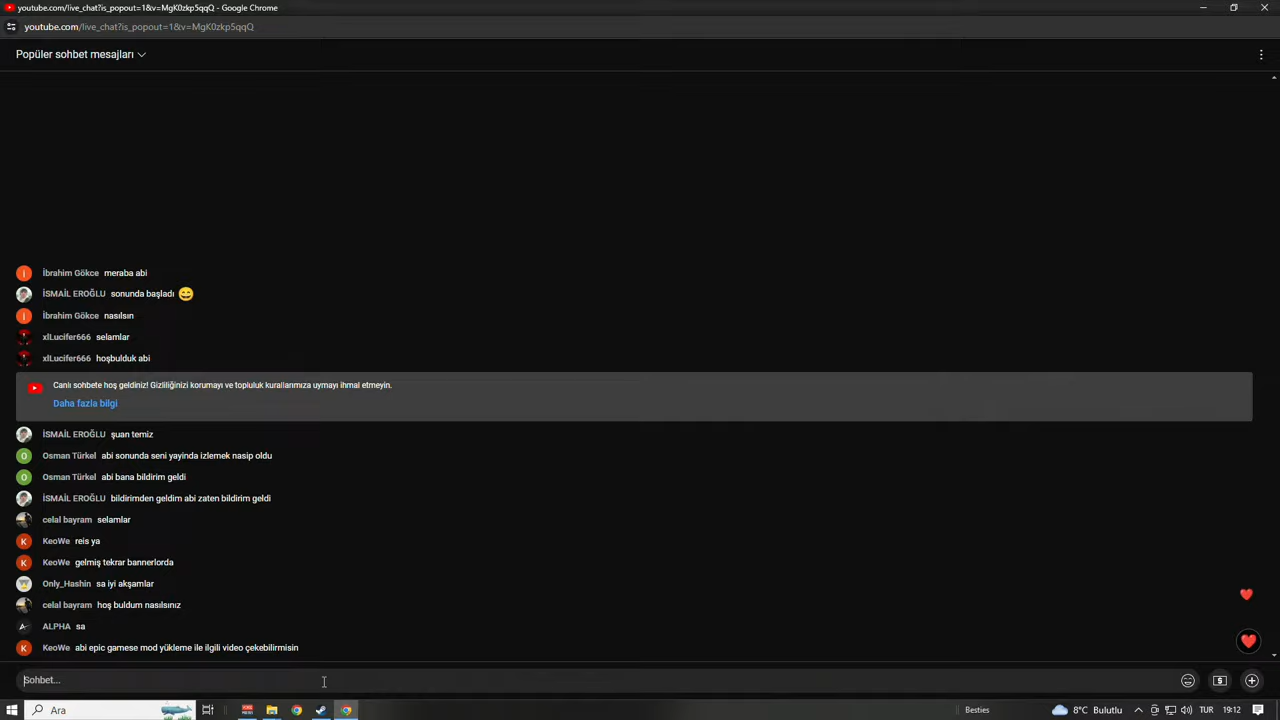 youtube.com/live_chat?is_popout=1&v=MgK0zkp5qqQ - Google Chrome
youtube.com/live_chat?is_popout=1&v=MgK0zkp5qqQ
Popüler sohbet mesajları
İbrahim Gökce meraba abi
İSMAİL EROĞLU sonunda başladı 😄
İbrahim Gökce nasılsın
xlLucifer666 selamlar
xlLucifer666 hoşbulduk abi
Canlı sohbete hoş geldiniz! Gizliliğinizi korumayı ve topluluk kurallarımıza uymayı ihmal etmeyin.
Daha fazla bilgi
İSMAİL EROĞLU şuan temiz
O Osman Türkel abi sonunda seni yayinda izlemek nasip oldu
O Osman Türkel abi bana bildirim geldi
İSMAİL EROĞLU bildirimden geldim abi zaten bildirim geldi
celal bayram selamlar
K KeoWe reis ya
K KeoWe gelmiş tekrar bannerlorda
Only_Hashin sa iyi akşamlar
celal bayram hoş buldum nasılsınız
ALPHA sa
K KeoWe abi epic gamese mod yükleme ile ilgili video çekebilirmisin
Sohbet...
Ara
Besties
8°C Bulutlu
TUR
19:12